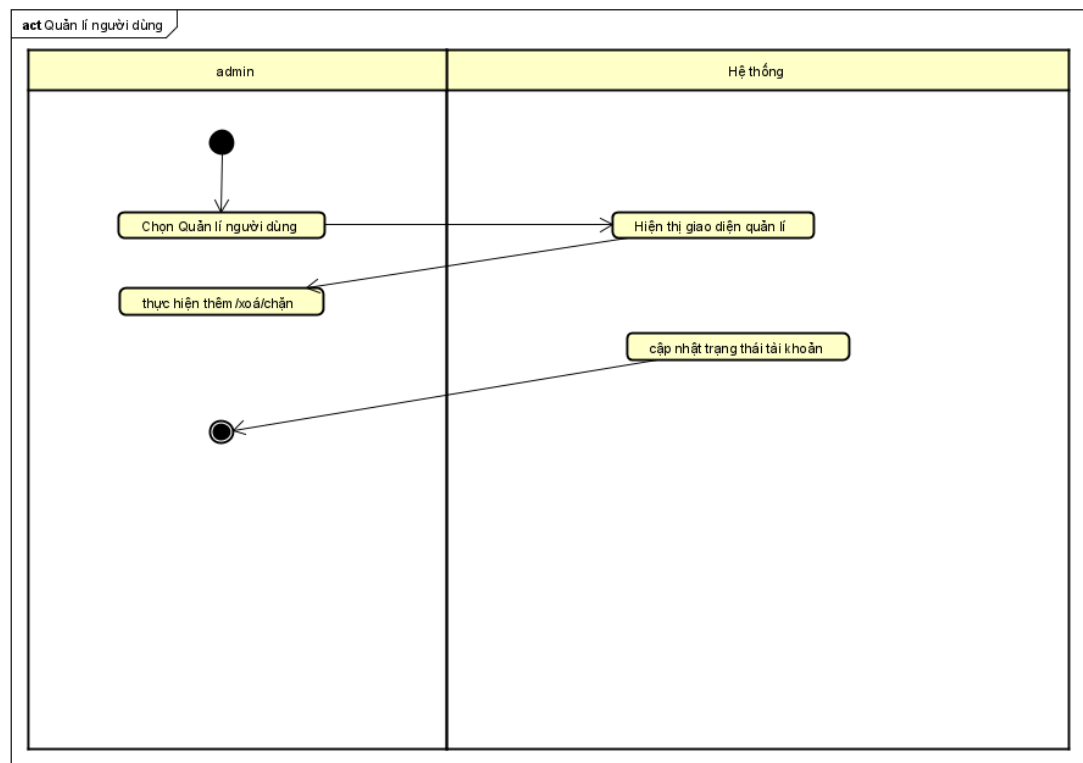 act Quản lí người dùng
admin
Hệ thống
Chọn Quản lí người dùng
Hiện thị giao diện quản lí
thực hiện thêm/xoá/chặn
cập nhật trạng thái tài khoản